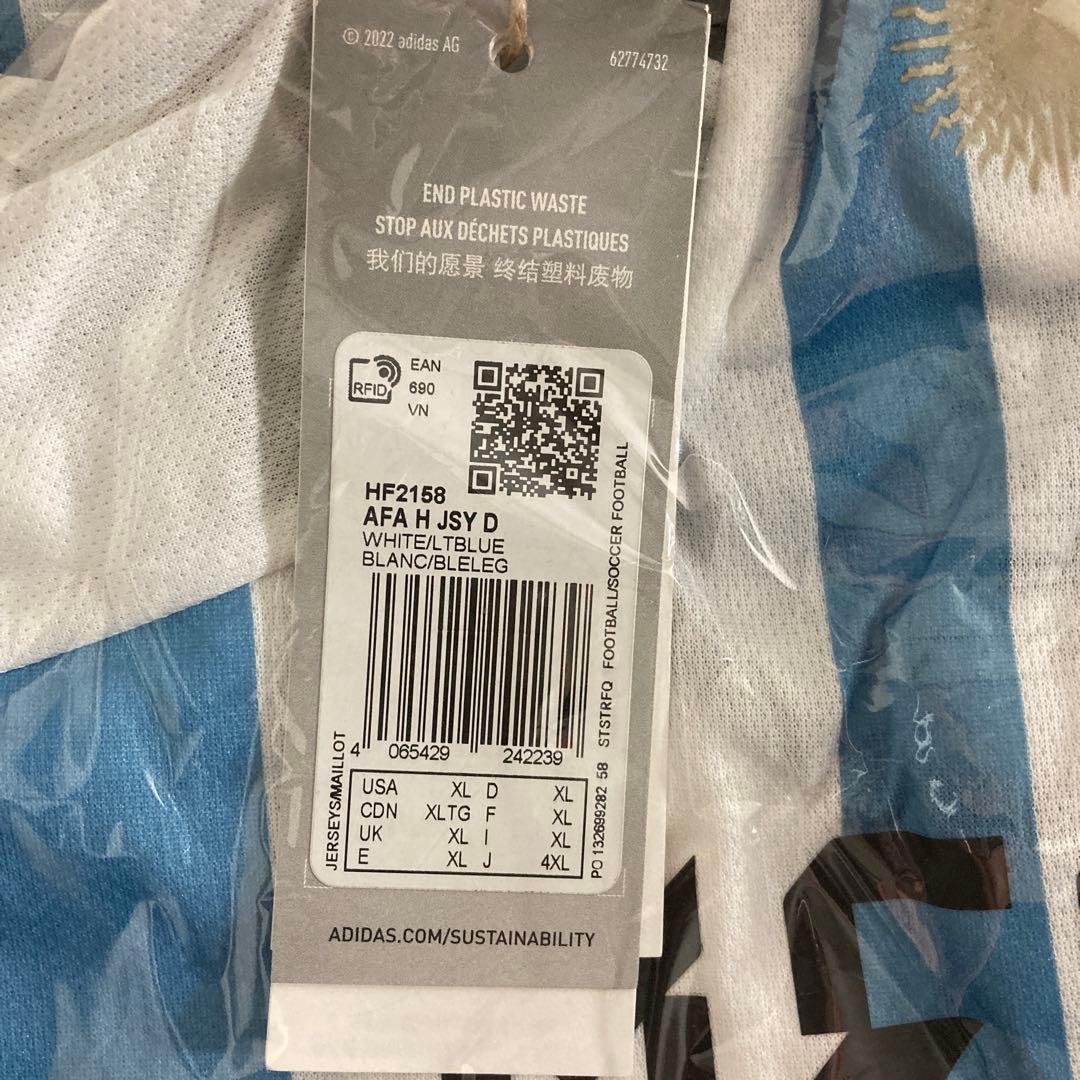 © 2022 adidas AG
62774732
END PLASTIC WASTE
STOP AUX DÉCHETS PLASTIQUES
我们的愿景 终结塑料废物
RFID
EAN
690
VN
HF2158
AFA H JSY D
WHITE/LTBLUE
BLANC/BLELEG
4 065429 242239
USA XL D XL
CDN XLTG F XL
UK XL I XL
E XL J 4XL
JERSEYS/MAILLOT
PO 132699282 58 STSTRFQ FOOTBALL/SOCCER FOOTBALL
ADIDAS.COM/SUSTAINABILITY